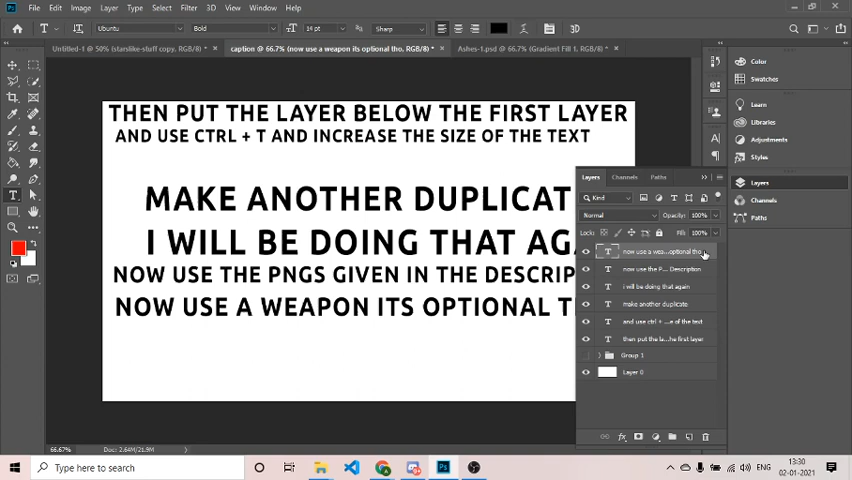 File Edit Image Layer Type Select Filter 3D View Window Help
T Ubuntu Bold 14 pt Sharp 3D
Untitled-1 @ 50% (starslike-stuff copy, RGB/8) * × caption @ 66.7% (now use a weapon its optional tho, RGB/8) * × Ashes-1.psd @ 66.7% (Gradient Fill 1, RGB/8) * ×
THEN PUT THE LAYER BELOW THE FIRST LAYER
AND USE CTRL + T AND INCREASE THE SIZE OF THE TEXT
MAKE ANOTHER DUPLICAT
I WILL BE DOING THAT AGA
NOW USE THE PNGS GIVEN IN THE DESCRIP
NOW USE A WEAPON ITS OPTIONAL T
Layers Channels Paths
Kind
Normal Opacity: 100%
Lock: Fill: 100%
now use a wea...optional tho
now use the P... Description
i will be doing that again
make another duplicate
and use ctrl + ...e of the text
then put the la...he first layer
Group 1
Layer 0
Color
Swatches
Learn
Libraries
Adjustments
Styles
Layers
Channels
Paths
66.67% Doc: 2.64M/21.9M
Type here to search
ENG
13:30
02-01-2021